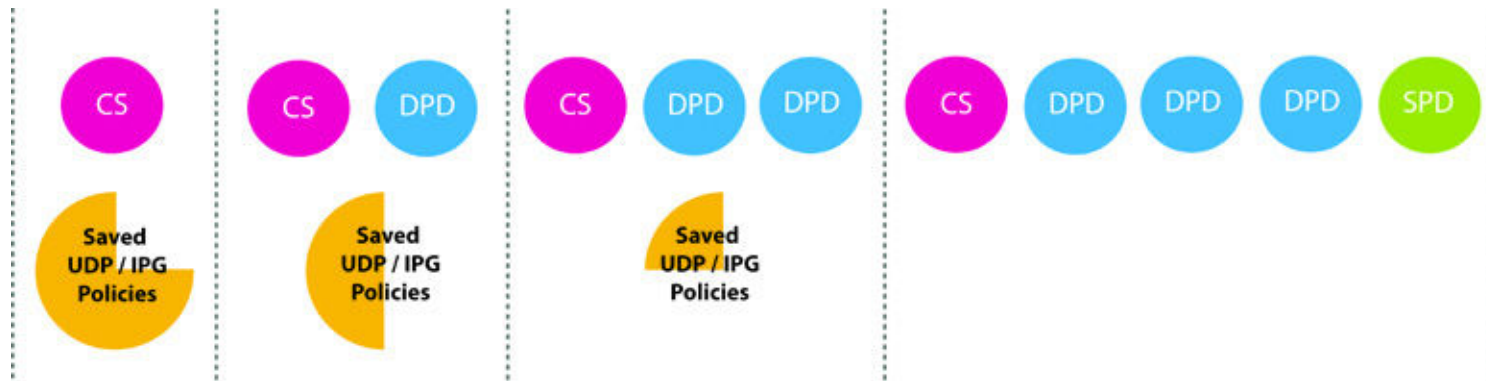 CS
CS DPD
CS DPD DPD
CS DPD DPD DPD SPD
Saved
UDP / IPG
Policies
Saved
UDP / IPG
Policies
Saved
UDP / IPG
Policies